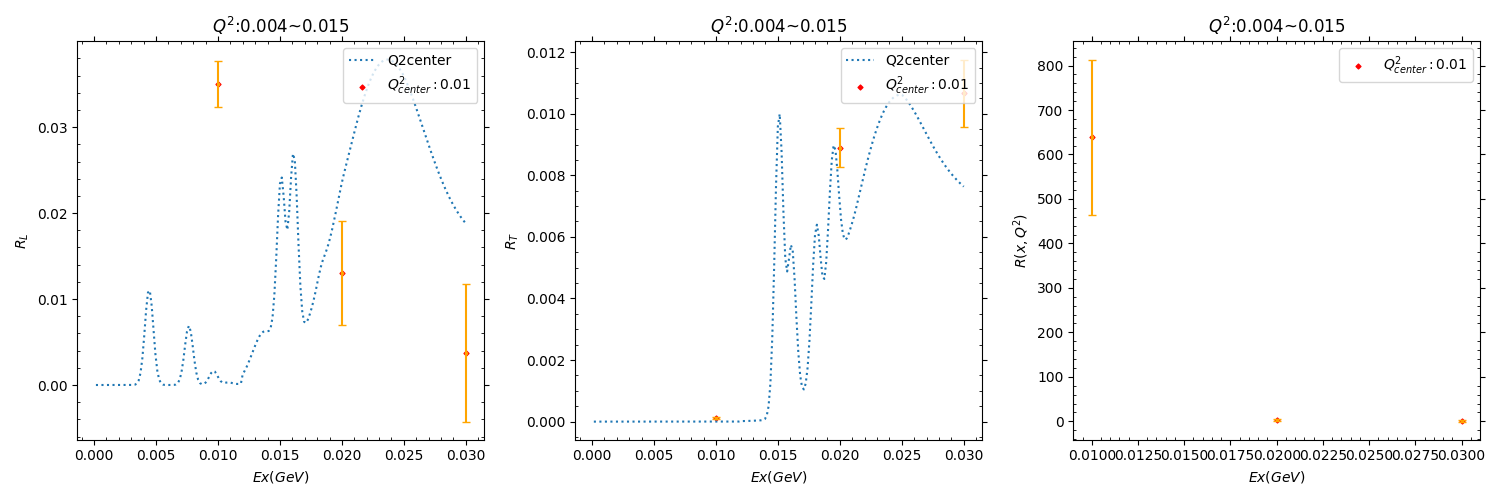 Q²:0.004~0.015
Q2center
Q²center : 0.01
R_L
0.03
0.02
0.01
0.00
0.000 0.005 0.010 0.015 0.020 0.025 0.030
Ex(GeV)
Q²:0.004~0.015
Q2center
Q²center : 0.01
R_T
0.012
0.010
0.008
0.006
0.004
0.002
0.000
0.000 0.005 0.010 0.015 0.020 0.025 0.030
Ex(GeV)
Q²:0.004~0.015
Q²center : 0.01
R(x, Q²)
800
700
600
500
400
300
200
100
0
0.0100 0.0125 0.0150 0.0175 0.0200 0.0225 0.0250 0.0275 0.0300
Ex(GeV)